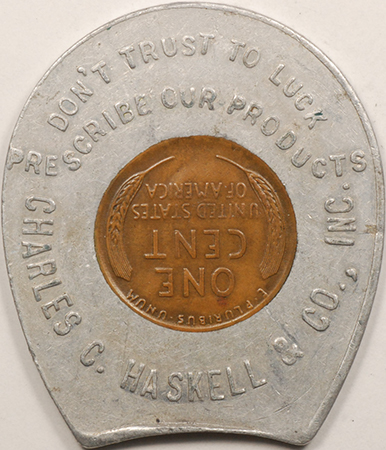 DON'T TRUST TO LUCK
PRESCRIBE OUR PRODUCTS
CHARLES C. HASKELL & CO., INC.
E·PLURIBUS·UNUM
ONE
CENT
UNITED STATES
OF AMERICA